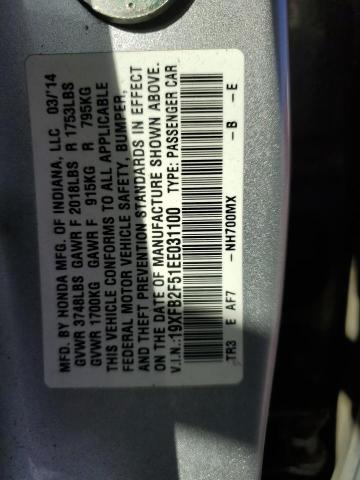 MFD. BY HONDA MFG. OF INDIANA, LLC 03/'14
GVWR 3748LBS GAWR F 2018LBS R 1753LBS
GVWR 1700KG GAWR F 915KG R 795KG
THIS VEHICLE CONFORMS TO ALL APPLICABLE
FEDERAL MOTOR VEHICLE SAFETY, BUMPER,
AND THEFT PREVENTION STANDARDS IN EFFECT
ON THE DATE OF MANUFACTURE SHOWN ABOVE.
V.I.N.: 19XFB2F51EE031100 TYPE: PASSENGER CAR
TR3 E AF7 -NH700MX -B -E